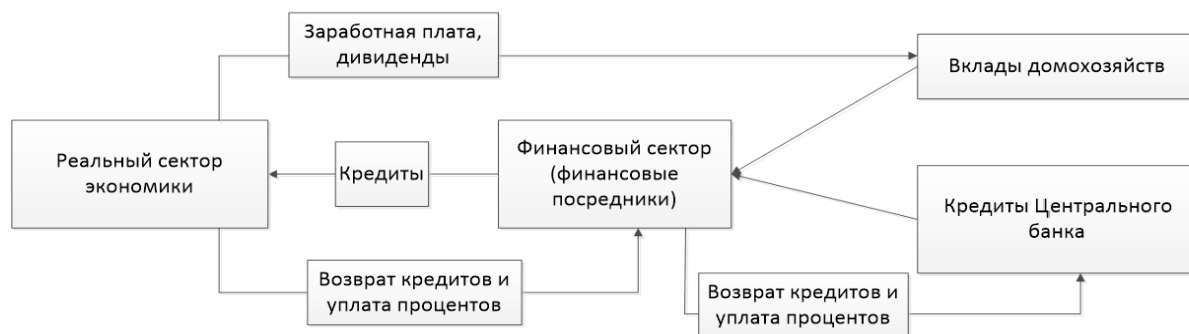 Заработная плата,
дивиденды
Вклады домохозяйств
Реальный сектор
экономики
Кредиты
Финансовый сектор
(финансовые
посредники)
Кредиты Центрального
банка
Возврат кредитов и
уплата процентов
Возврат кредитов и
уплата процентов